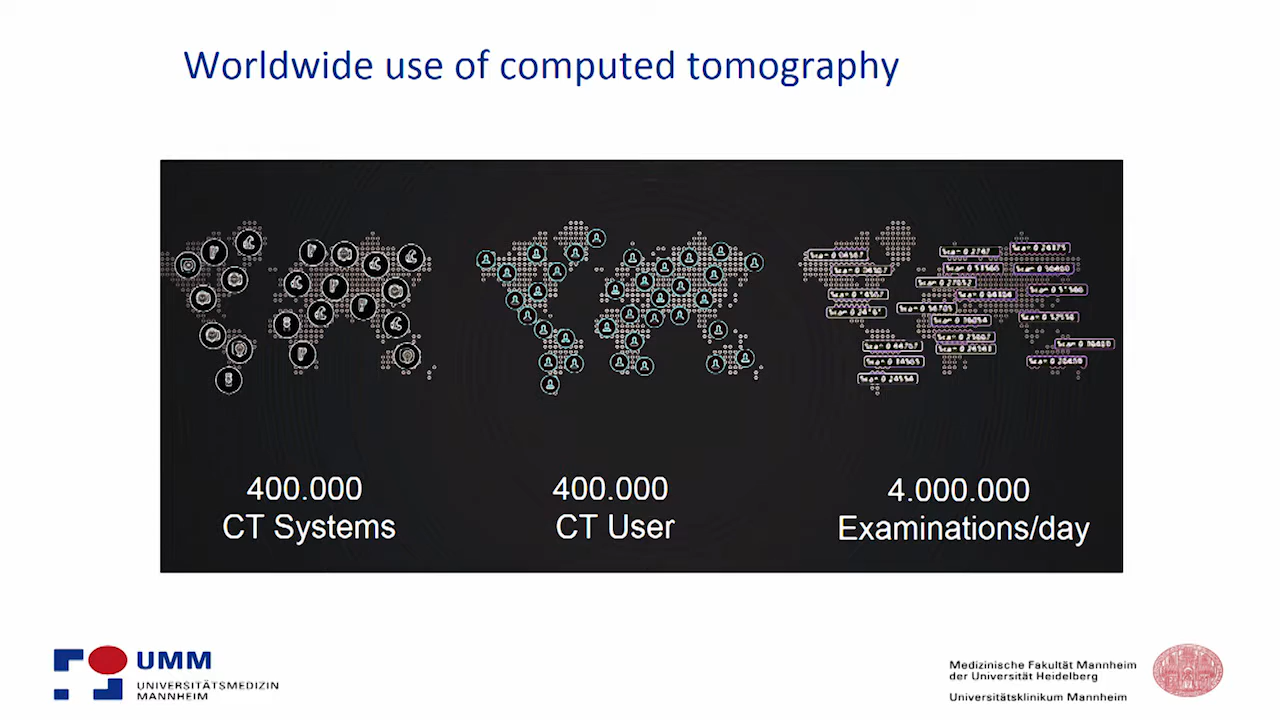 Worldwide use of computed tomography
400.000
CT Systems
400.000
CT User
4.000.000
Examinations/day
UMM
UNIVERSITÄTSMEDIZIN
MANNHEIM
Medizinische Fakultät Mannheim
der Universität Heidelberg
Universitätsklinikum Mannheim